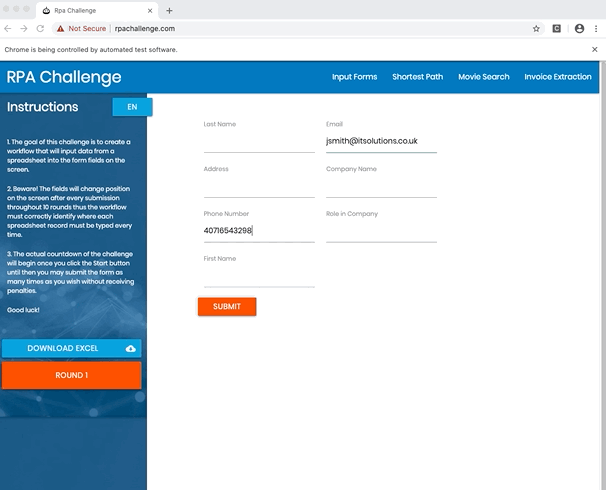 Rpa Challenge
Not Secure | rpachallenge.com
Chrome is being controlled by automated test software.
RPA Challenge
Input Forms Shortest Path Movie Search Invoice Extraction
Instructions
EN
1. The goal of this challenge is to create a
workflow that will input data from a
spreadsheet into the form fields on the
screen.
2. Beware! The fields will change position
on the screen after every submission
throughout 10 rounds thus the workflow
must correctly identify where each
spreadsheet record must be typed every
time.
3. The actual countdown of the challenge
will begin once you click the Start button
until then you may submit the form as
many times as you wish without receiving
penalties.
Good luck!
DOWNLOAD EXCEL
ROUND 1
Last Name
Email
jsmith@itsolutions.co.uk
Address
Company Name
Phone Number
40716543298
Role in Company
First Name
SUBMIT